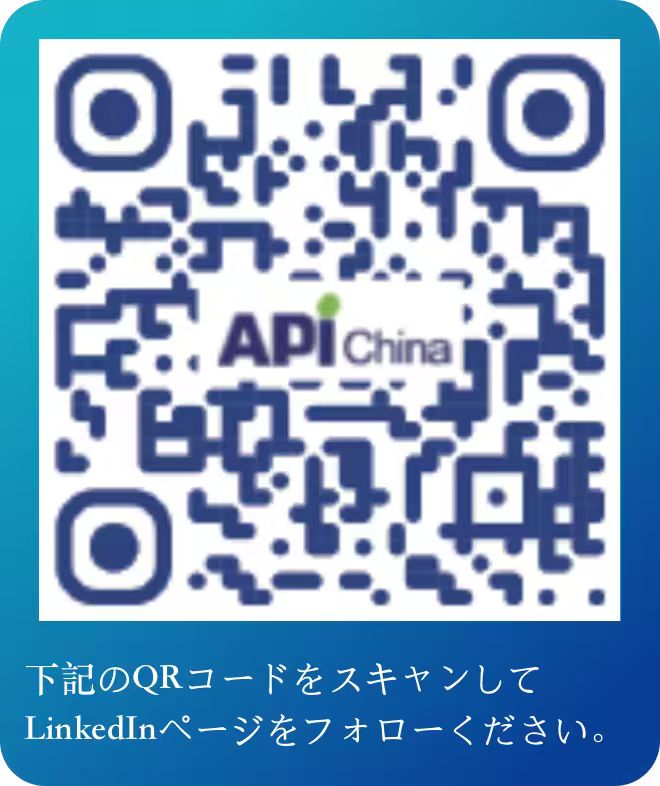 APi China
下記のQRコードをスキャンして
LinkedInページをフォローください。